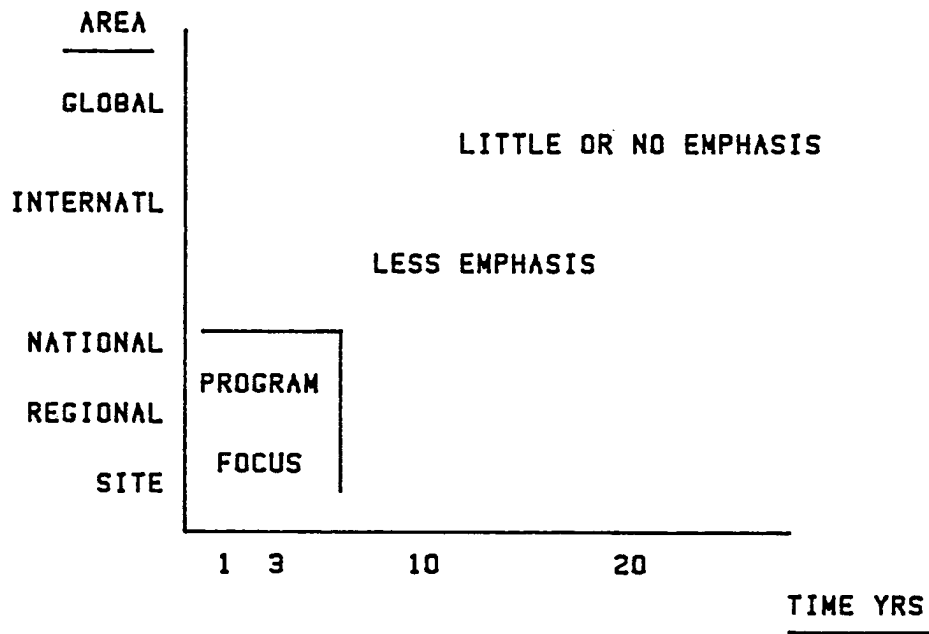 AREA
GLOBAL
LITTLE OR NO EMPHASIS
INTERNATL
LESS EMPHASIS
NATIONAL
PROGRAM
REGIONAL
FOCUS
SITE
1 3 10 20
TIME YRS